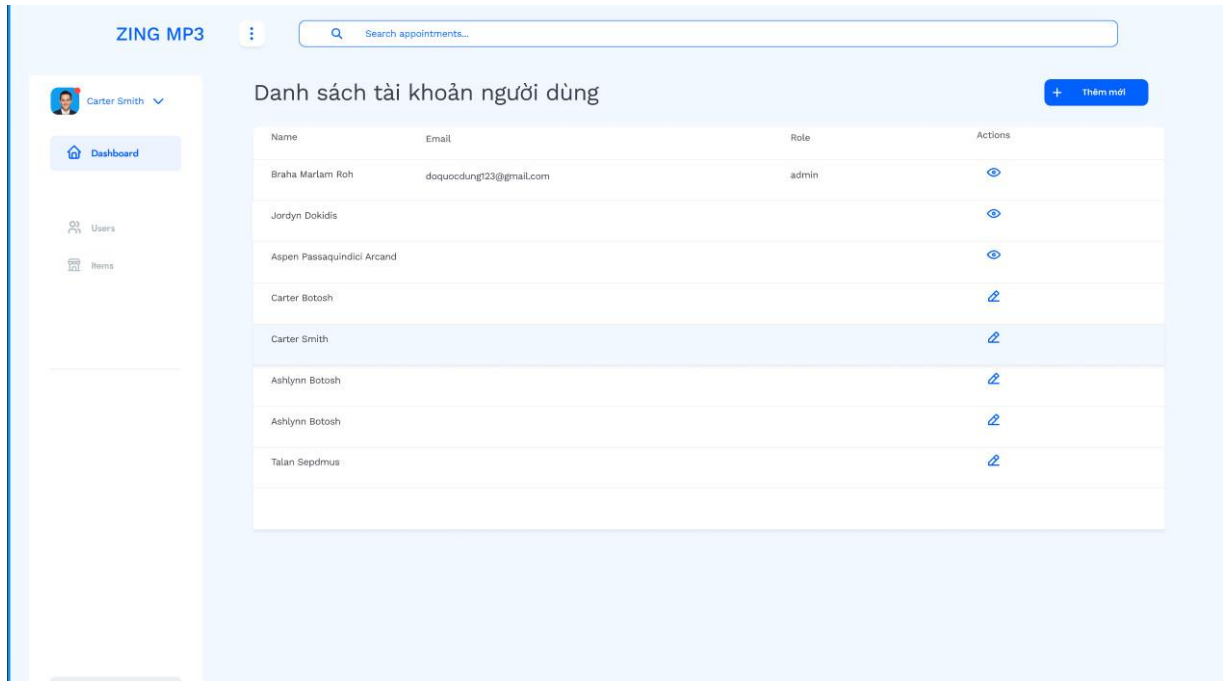 ZING MP3
Search appointments...
Carter Smith
Dashboard
Users
Items
Danh sách tài khoản người dùng
+ Thêm mới
Name Email Role Actions
Braha Marlam Roh doquocdung123@gmail.com admin
Jordyn Dokidis
Aspen Passaquindici Arcand
Carter Botosh
Carter Smith
Ashlynn Botosh
Ashlynn Botosh
Talan Sepdmus